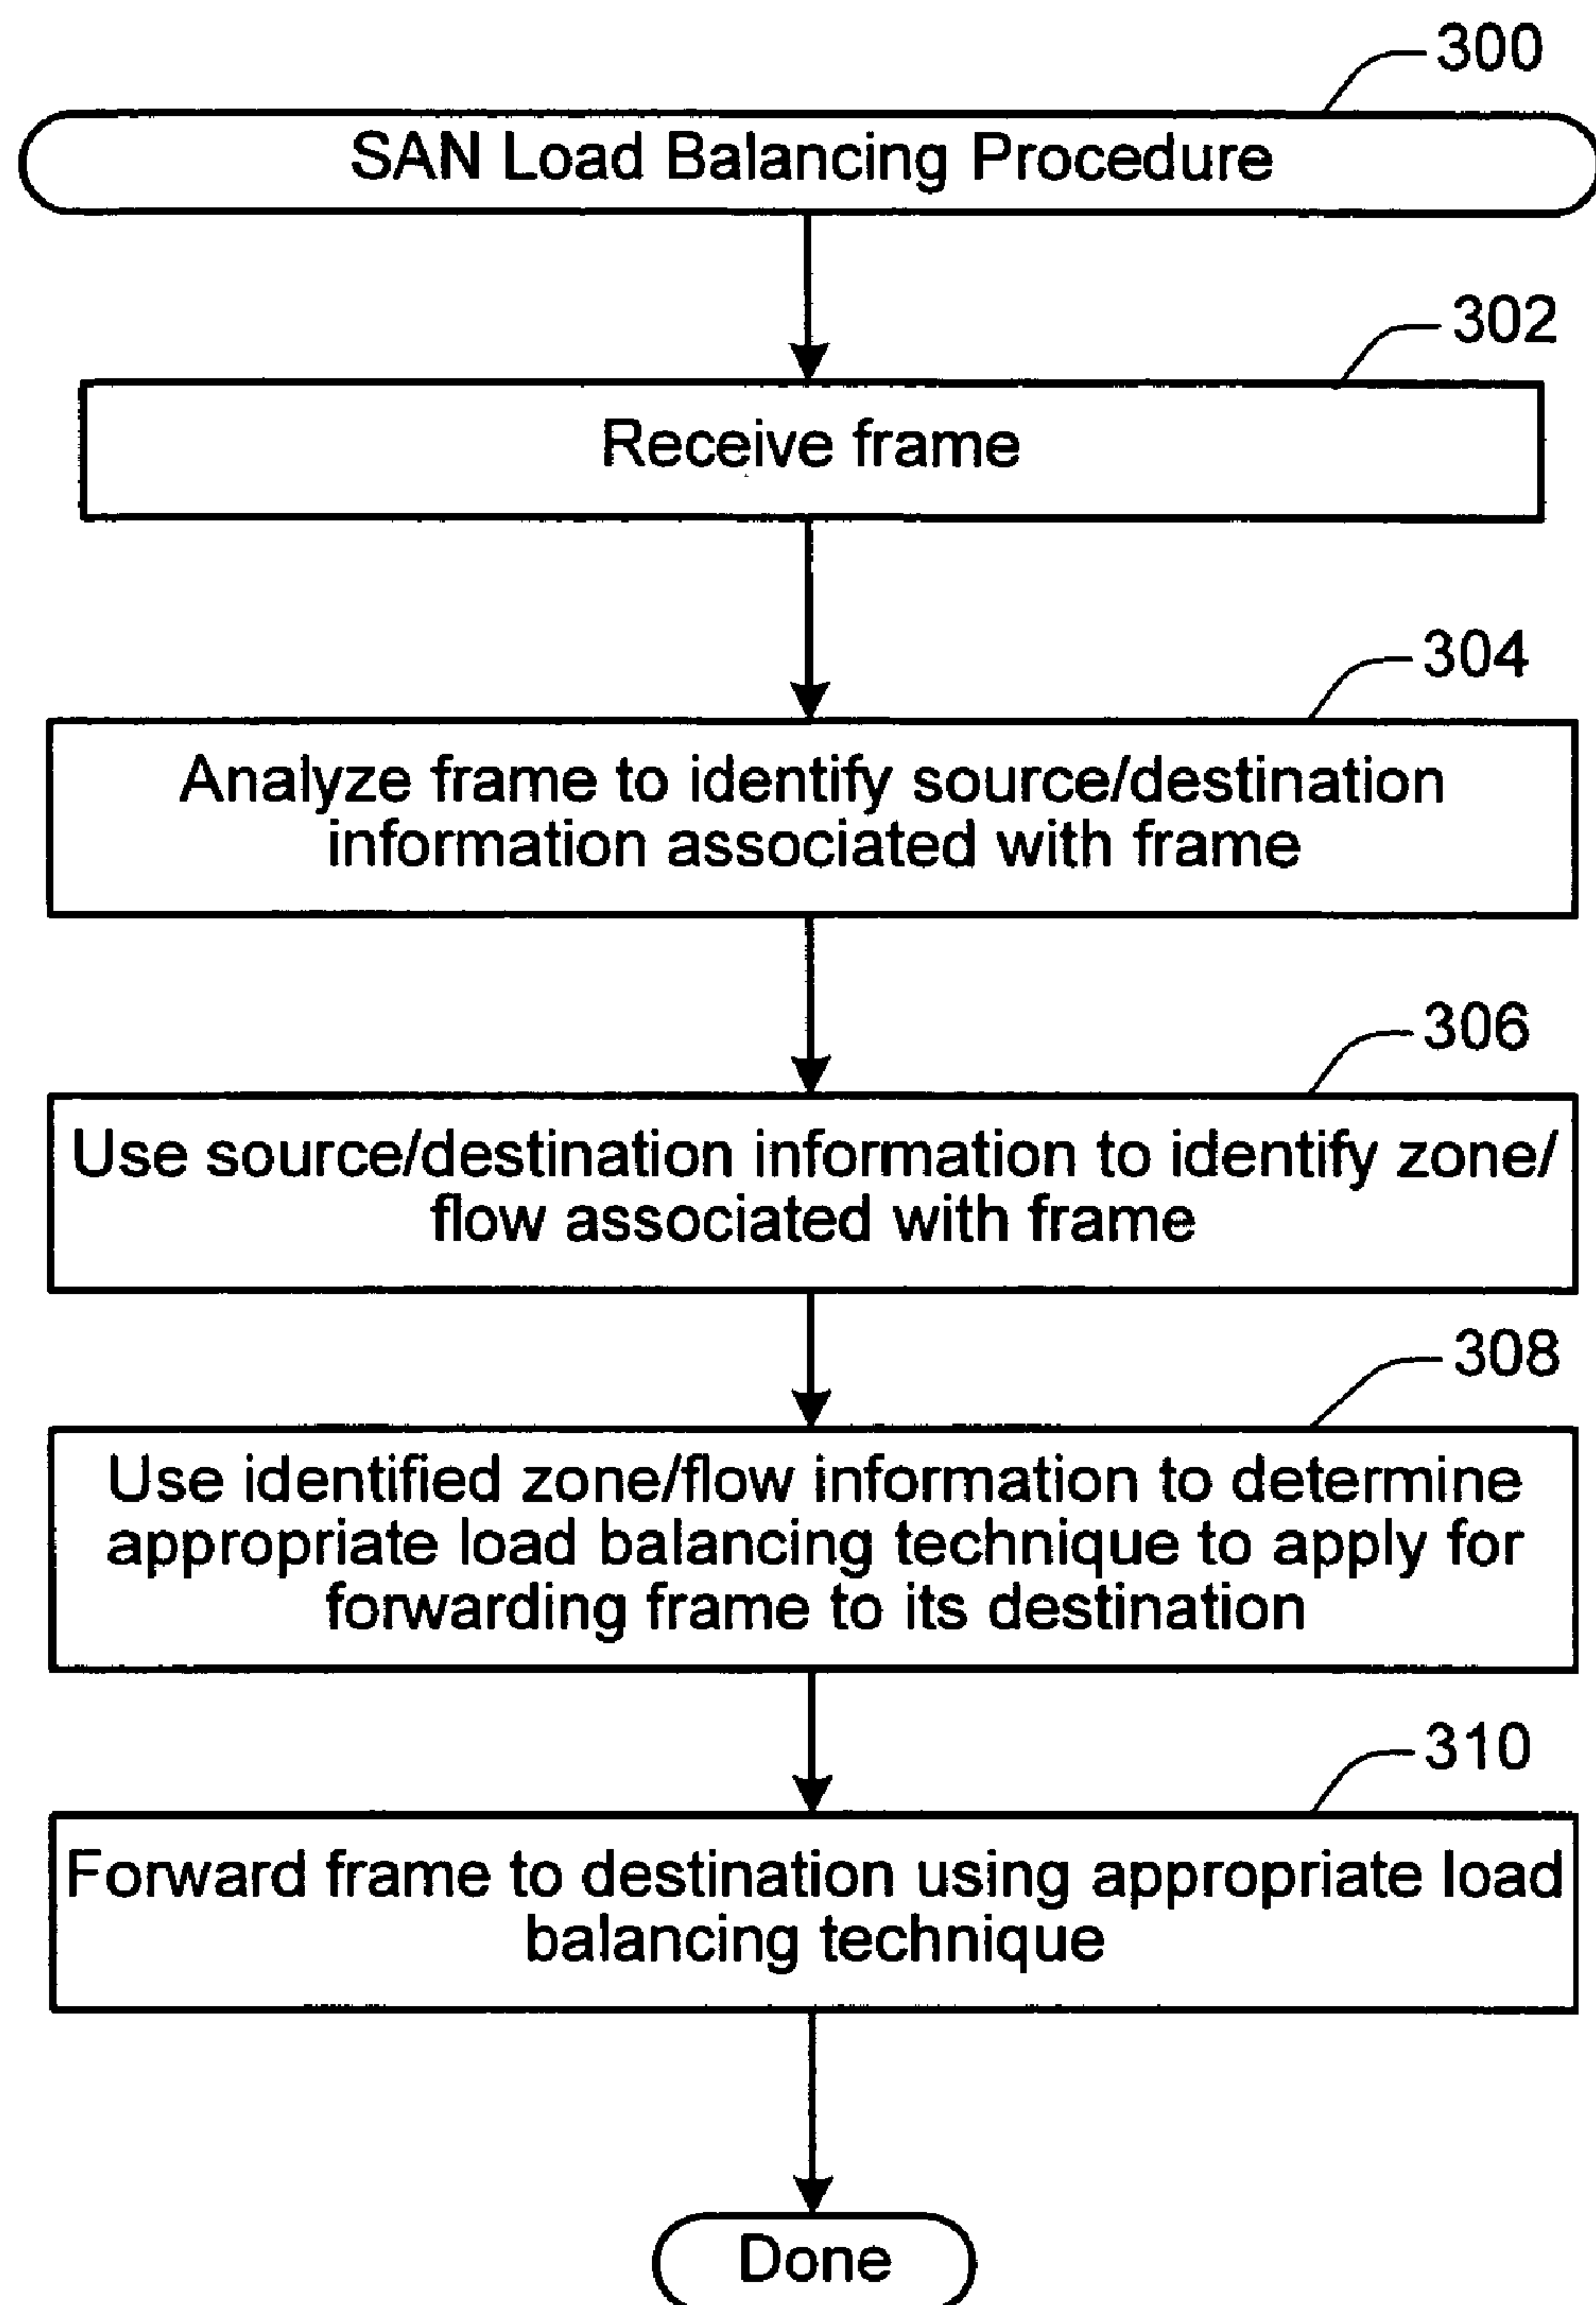 300
SAN Load Balancing Procedure
302
Receive frame
304
Analyze frame to identify source/destination
information associated with frame
306
Use source/destination information to identify zone/
flow associated with frame
308
Use identified zone/flow information to determine
appropriate load balancing technique to apply for
forwarding frame to its destination
310
Forward frame to destination using appropriate load
balancing technique
Done